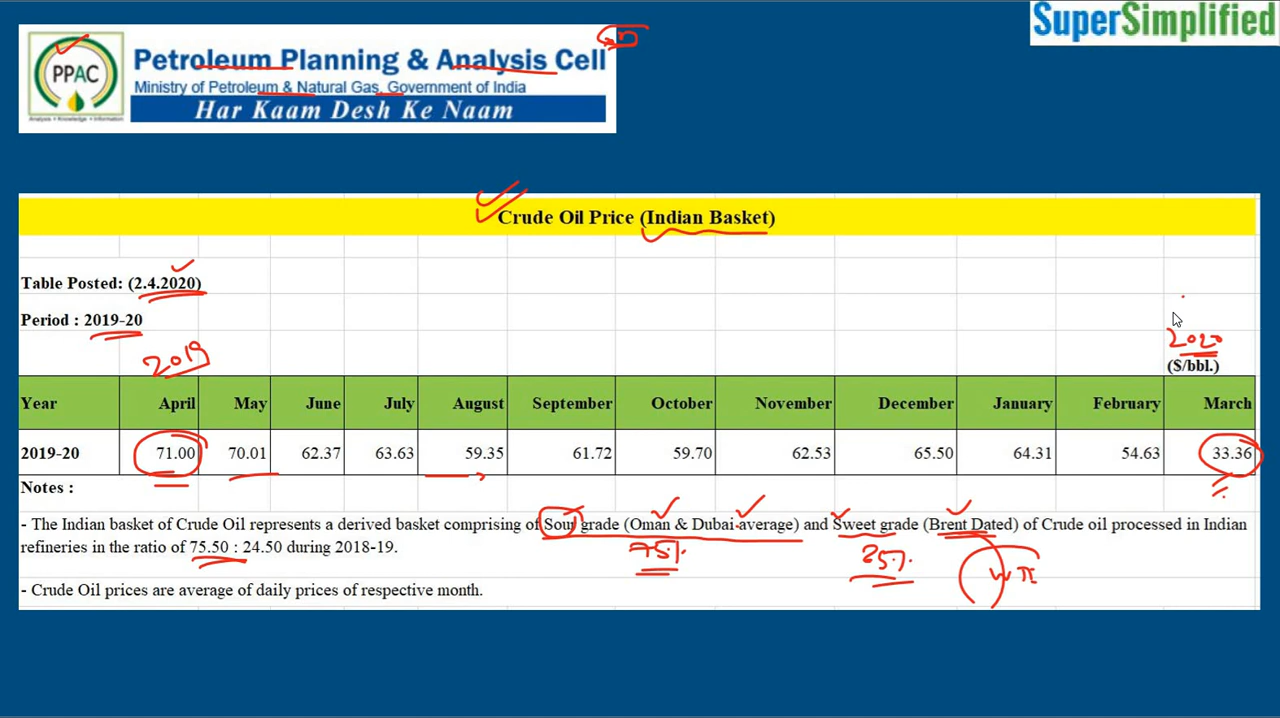 SuperSimplified
PPAC
Petroleum Planning & Analysis Cell
Ministry of Petroleum & Natural Gas, Government of India
Har Kaam Desh Ke Naam
Analysis • Knowledge • Information
Crude Oil Price (Indian Basket)
Table Posted: (2.4.2020)
Period : 2019-20
2019
2020
($/bbl.)
Year April May June July August September October November December January February March
2019-20 71.00 70.01 62.37 63.63 59.35 61.72 59.70 62.53 65.50 64.31 54.63 33.36
Notes :
- The Indian basket of Crude Oil represents a derived basket comprising of Sour grade (Oman & Dubai average) and Sweet grade (Brent Dated) of Crude oil processed in Indian
refineries in the ratio of 75.50 : 24.50 during 2018-19.
75%
25%
- Crude Oil prices are average of daily prices of respective month.